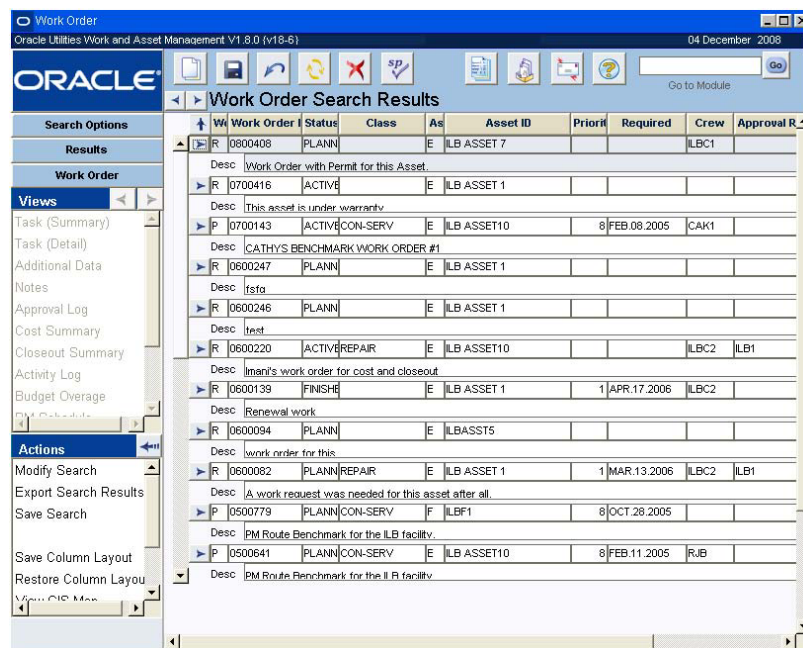 Work Order
Oracle Utilities Work and Asset Management V1.8.0 (v18-6) 04 December 2008
ORACLE
sp
Go
Go to Module
Work Order Search Results
Search Options
Results
Work Order
Views
Task (Summary)
Task (Detail)
Additional Data
Notes
Approval Log
Cost Summary
Closeout Summary
Activity Log
Budget Overage
PM Schedule
Actions
Modify Search
Export Search Results
Save Search
Save Column Layout
Restore Column Layou
View GIS Map
W Work Order I Status Class As Asset ID Priorit Required Crew Approval R
R 0800408 PLANN E ILB ASSET 7 ILBC1
Desc Work Order with Permit for this Asset.
R 0700416 ACTIVE E ILB ASSET 1
Desc This asset is under warranty
P 0700143 ACTIVE CON-SERV E ILB ASSET10 8 FEB.08.2005 CAK1
Desc CATHYS BENCHMARK WORK ORDER #1
R 0600247 PLANN E ILB ASSET 1
Desc fsfg
R 0600246 PLANN E ILB ASSET 1
Desc test
R 0600220 ACTIVE REPAIR E ILB ASSET10 ILBC2 ILB1
Desc Imani's work order for cost and closeout
R 0600139 FINISHE E ILB ASSET 1 1 APR.17.2006 ILBC2
Desc Renewal work
R 0600094 PLANN E ILBASST5
Desc work order for this
R 0600082 PLANN REPAIR E ILB ASSET 1 1 MAR.13.2006 ILBC2 ILB1
Desc A work request was needed for this asset after all.
P 0500779 PLANN CON-SERV F ILBF1 8 OCT.28.2005
Desc PM Route Benchmark for the ILB facility.
P 0500641 PLANN CON-SERV E ILB ASSET10 8 FEB.11.2005 RJB
Desc PM Route Benchmark for the ILB facility